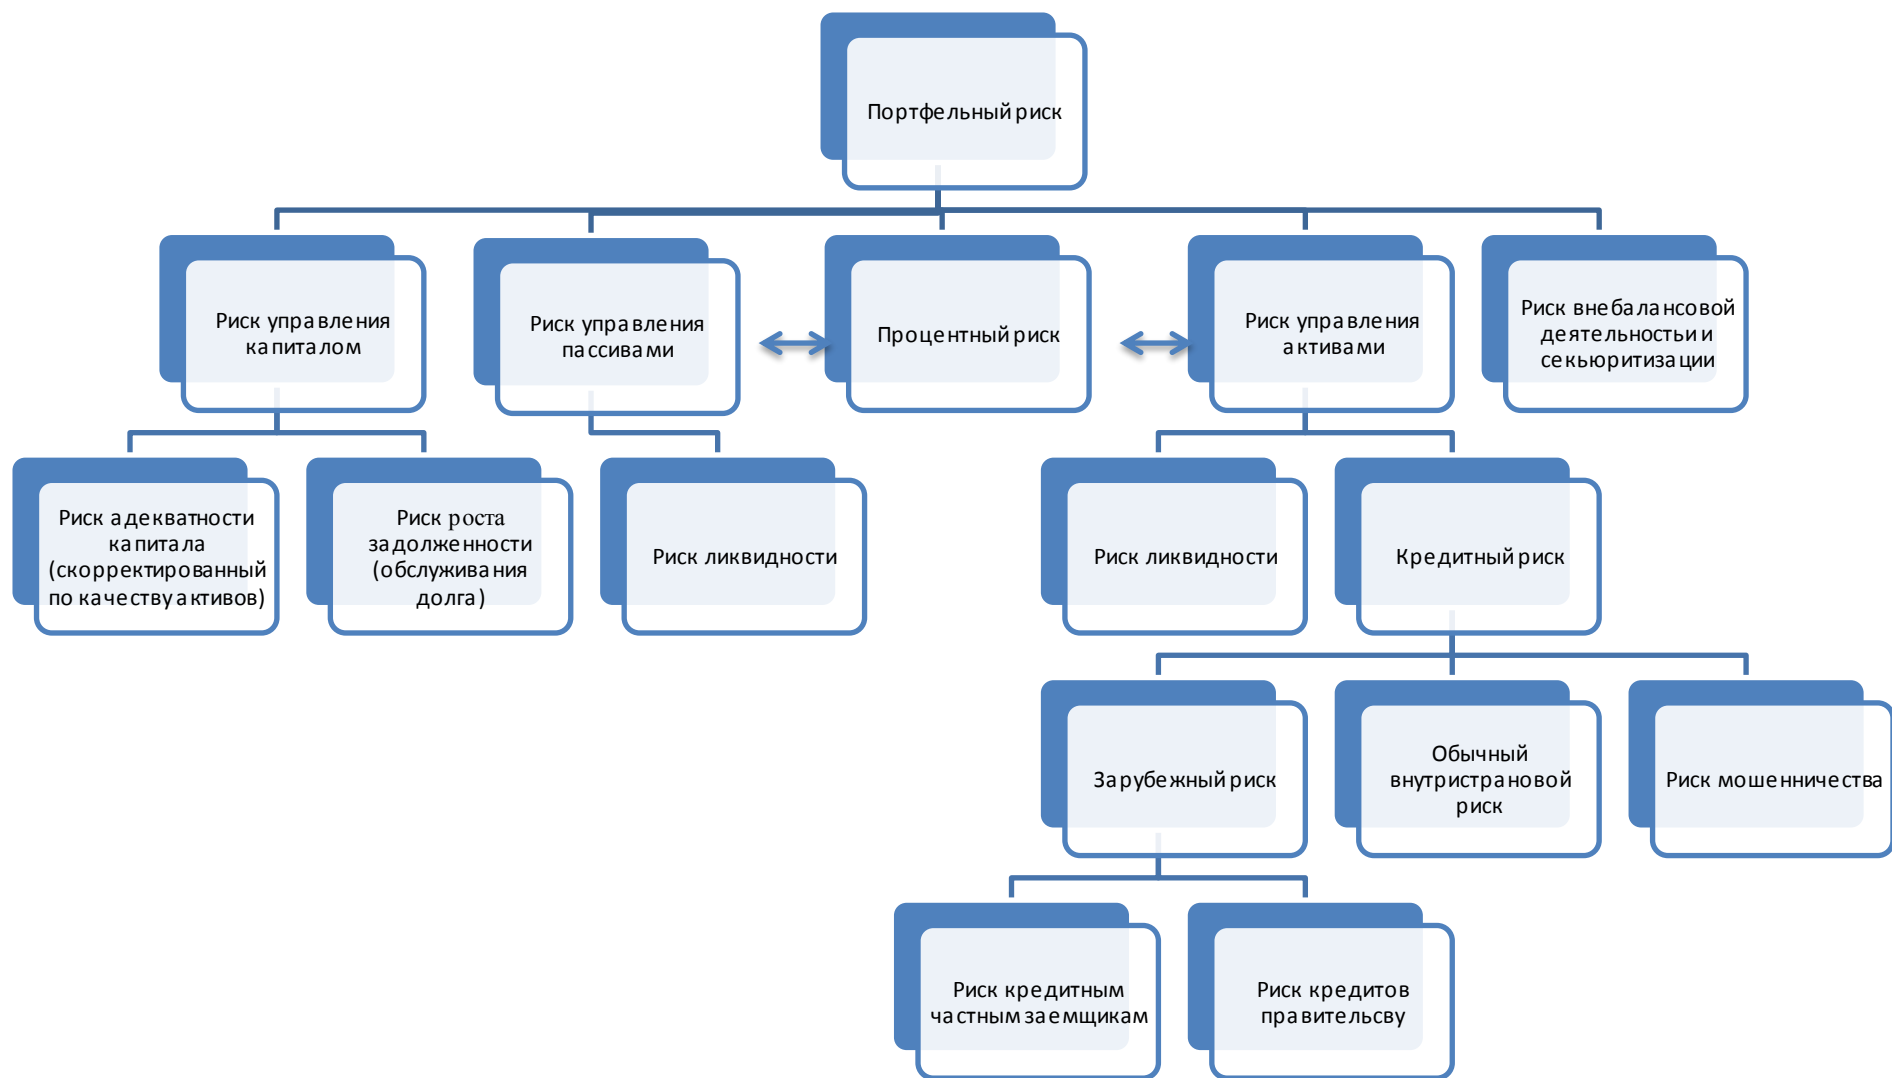 Портфельный риск
Риск управления
капиталом
Риск управления
пассивами
Процентный риск
Риск управления
активами
Риск внебалансовой
деятельностьи и
секьюритизации
Риск адекватности
капитала
(скорректированный
по качеству активов)
Риск роста
задолженности
(обслуживания
долга)
Риск ликвидности
Риск ликвидности
Кредитный риск
Зарубежный риск
Обычный
внутристрановой
риск
Риск мошенничества
Риск кредитным
частным заемщикам
Риск кредитов
правительсву